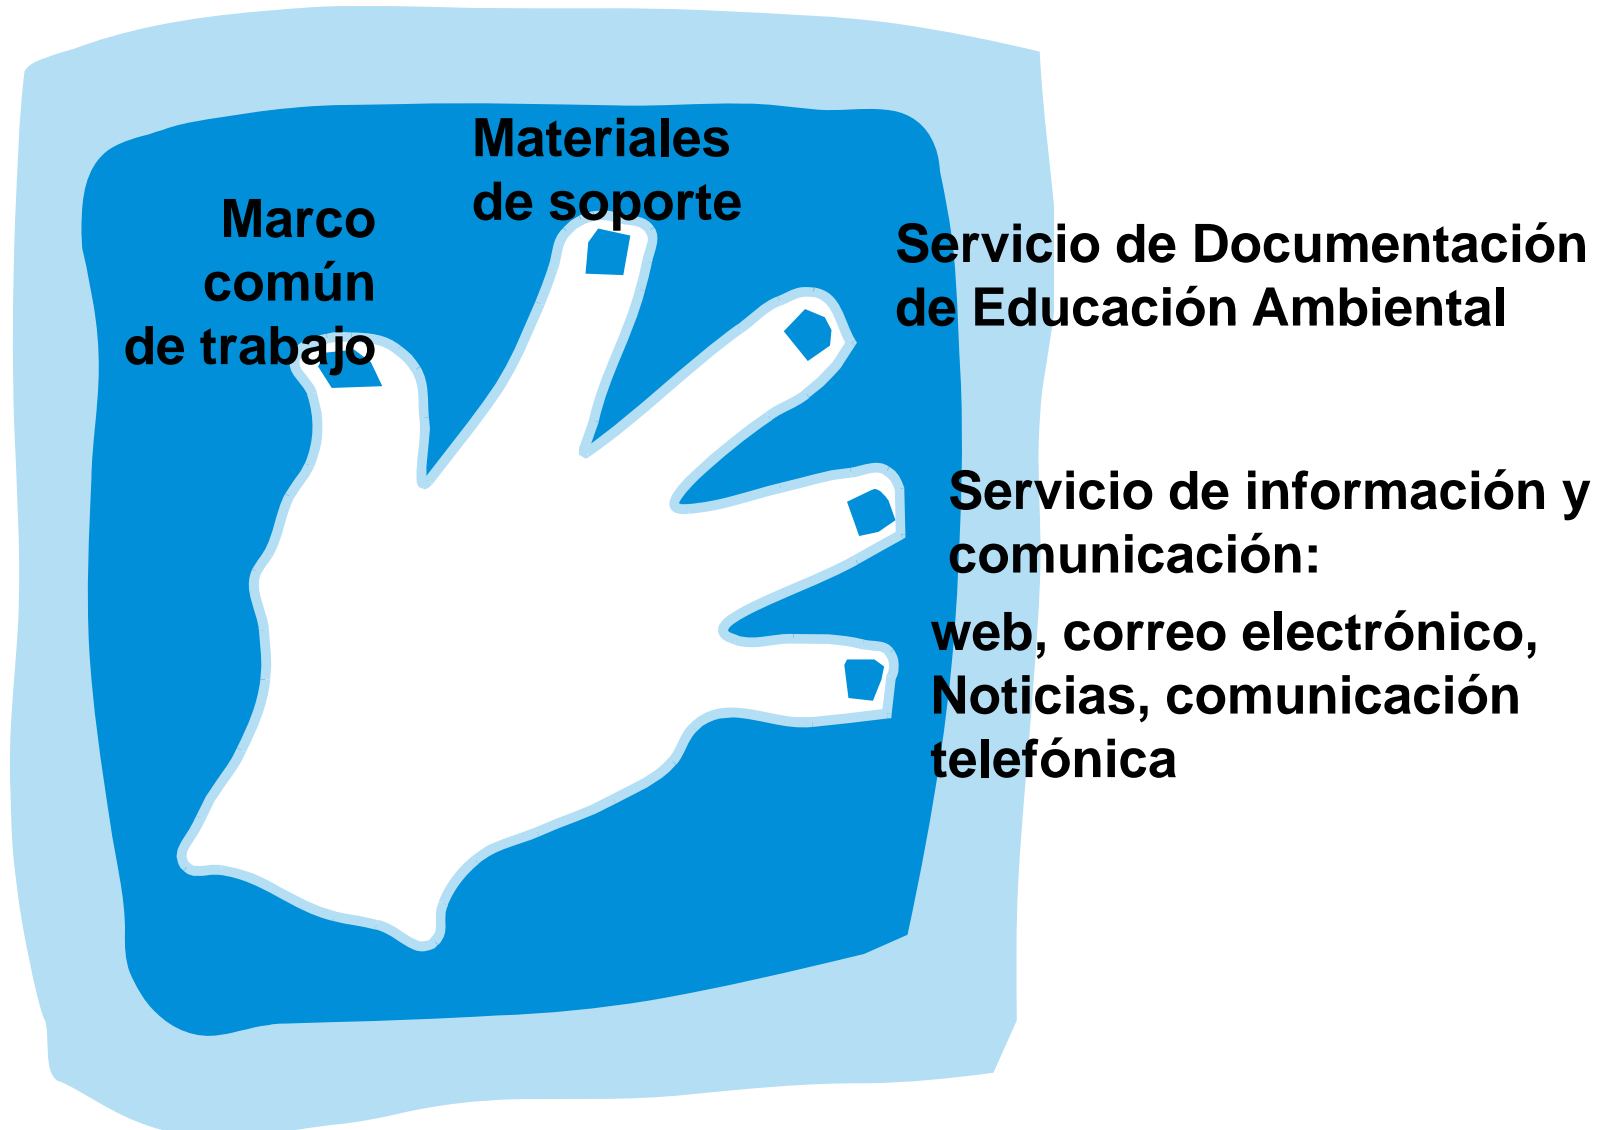 Materiales
de soporte
Marco
común
de trabajo
Servicio de Documentación
de Educación Ambiental
Servicio de información y
comunicación:
web, correo electrónico,
Noticias, comunicación
telefónica